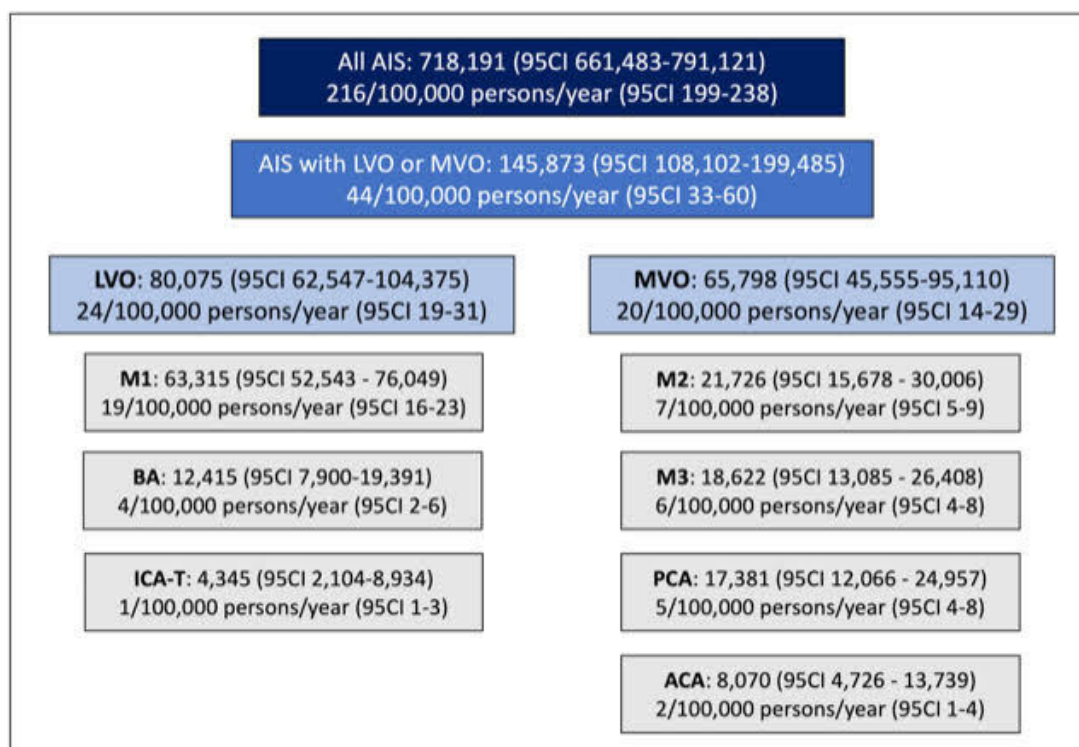 All AIS: 718,191 (95CI 661,483-791,121)
216/100,000 persons/year (95CI 199-238)
AIS with LVO or MVO: 145,873 (95CI 108,102-199,485)
44/100,000 persons/year (95CI 33-60)
LVO: 80,075 (95CI 62,547-104,375)
24/100,000 persons/year (95CI 19-31)
M1: 63,315 (95CI 52,543 - 76,049)
19/100,000 persons/year (95CI 16-23)
BA: 12,415 (95CI 7,900-19,391)
4/100,000 persons/year (95CI 2-6)
ICA-T: 4,345 (95CI 2,104-8,934)
1/100,000 persons/year (95CI 1-3)
MVO: 65,798 (95CI 45,555-95,110)
20/100,000 persons/year (95CI 14-29)
M2: 21,726 (95CI 15,678 - 30,006)
7/100,000 persons/year (95CI 5-9)
M3: 18,622 (95CI 13,085 - 26,408)
6/100,000 persons/year (95CI 4-8)
PCA: 17,381 (95CI 12,066 - 24,957)
5/100,000 persons/year (95CI 4-8)
ACA: 8,070 (95CI 4,726 - 13,739)
2/100,000 persons/year (95CI 1-4)